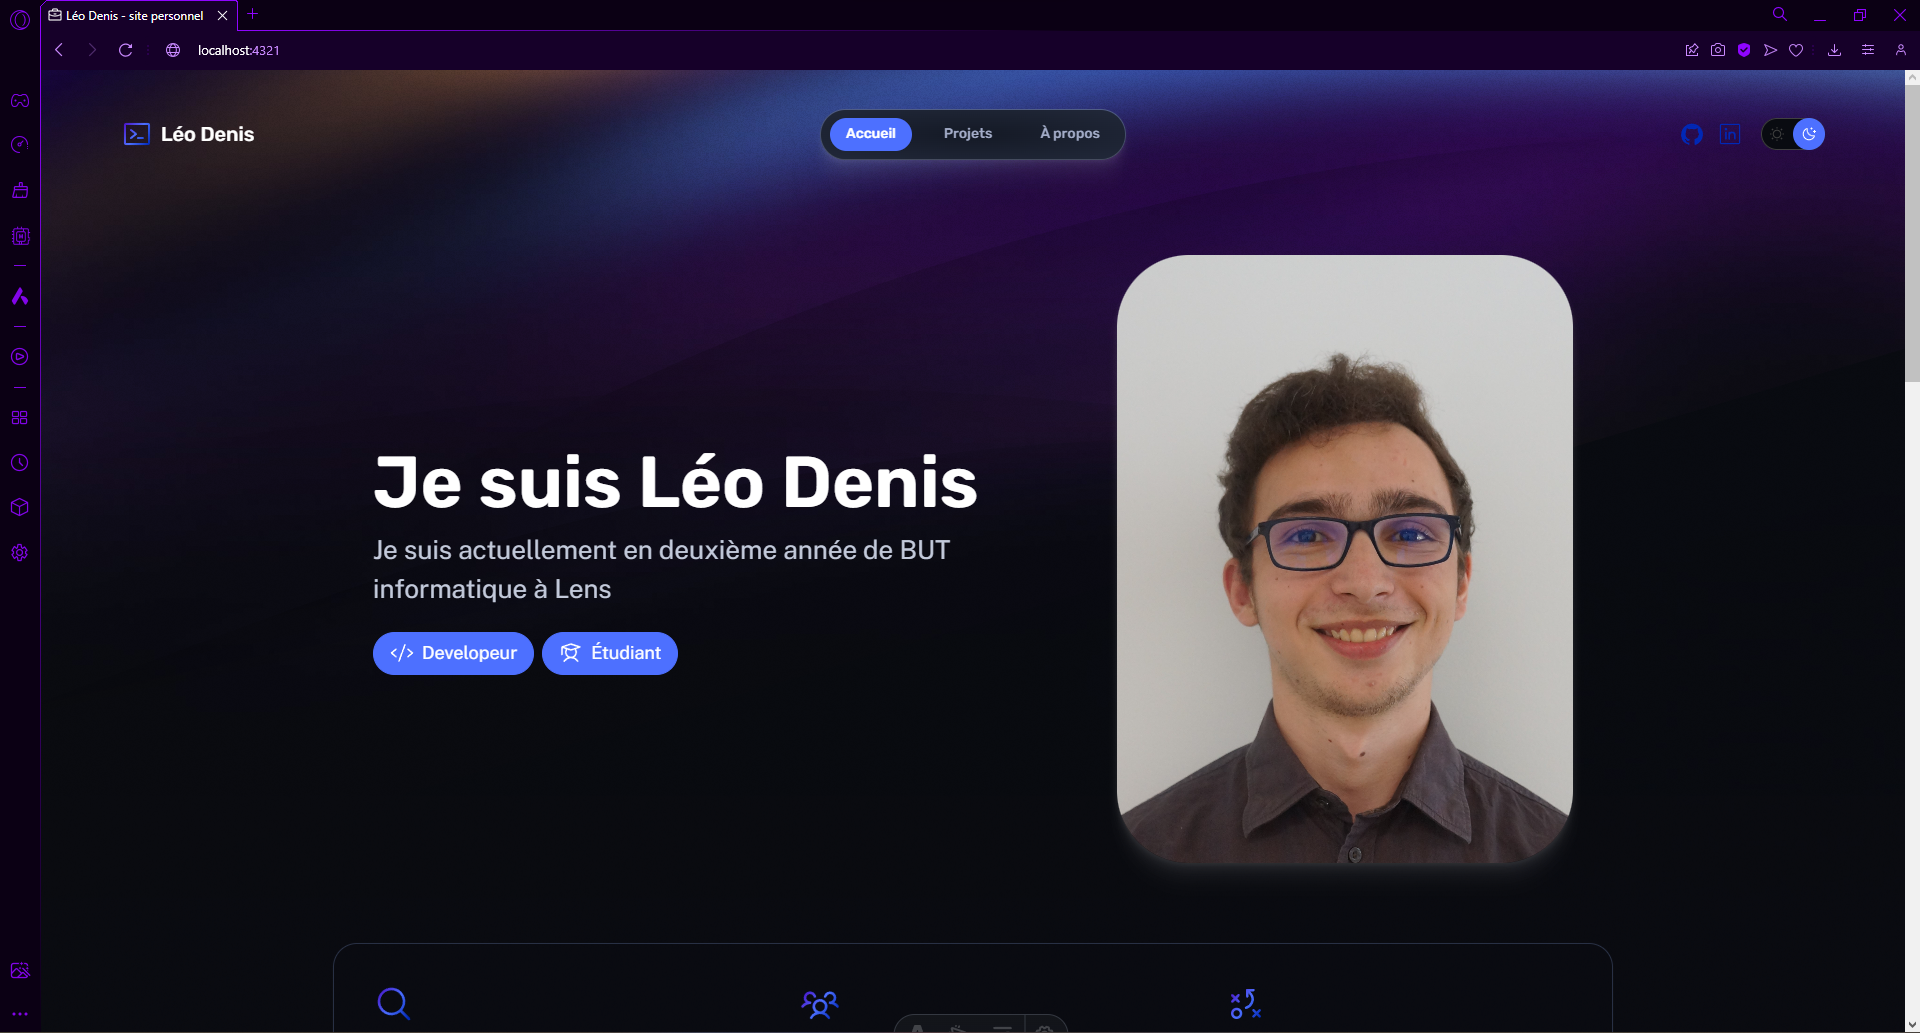 Léo Denis - site personnel
localhost:4321
Léo Denis
Accueil
Projets
À propos
Je suis Léo Denis
Je suis actuellement en deuxième année de BUT
informatique à Lens
Developeur
Étudiant